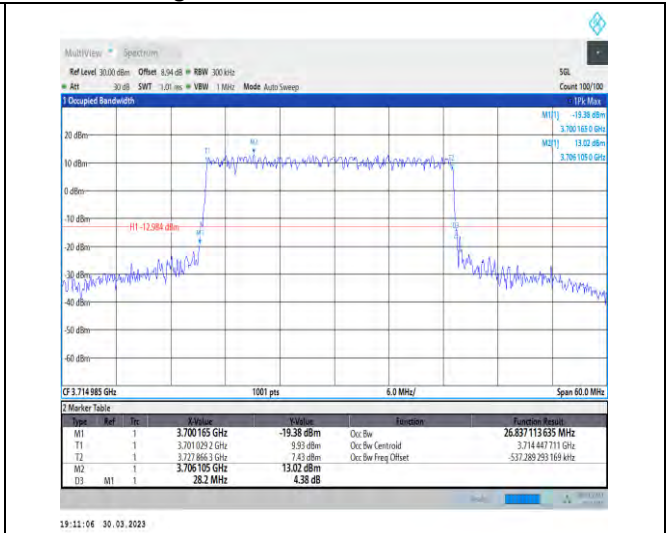 MultiView Spectrum
Ref Level 30.00 dBm Offset 8.94 dB RBW 300 kHz SGL
Att 30 dB SWT 1.01 ms VBW 1 MHz Mode Auto Sweep Count 100/100
1 Occupied Bandwidth 1Pk Max
M1[1] -19.38 dBm
3.700 165 0 GHz
M2[1] 13.02 dBm
3.706 105 0 GHz
20 dBm
M2
T1 T2
10 dBm
0 dBm
-10 dBm
H1 -12.984 dBm
D3
M1
-20 dBm
-30 dBm
-40 dBm
-50 dBm
-60 dBm
CF 3.714 985 GHz 1001 pts 6.0 MHz/ Span 60.0 MHz
2 Marker Table
Type Ref Trc X-Value Y-Value Function Function Result
M1 1 3.700 165 GHz -19.38 dBm Occ Bw 26.837 113 635 MHz
T1 1 3.701 029 2 GHz 9.93 dBm Occ Bw Centroid 3.714 447 711 GHz
T2 1 3.727 866 3 GHz 7.43 dBm Occ Bw Freq Offset -537.289 293 169 kHz
M2 1 3.706 105 GHz 13.02 dBm
D3 M1 1 28.2 MHz 4.38 dB
19:11:06 30.03.2023